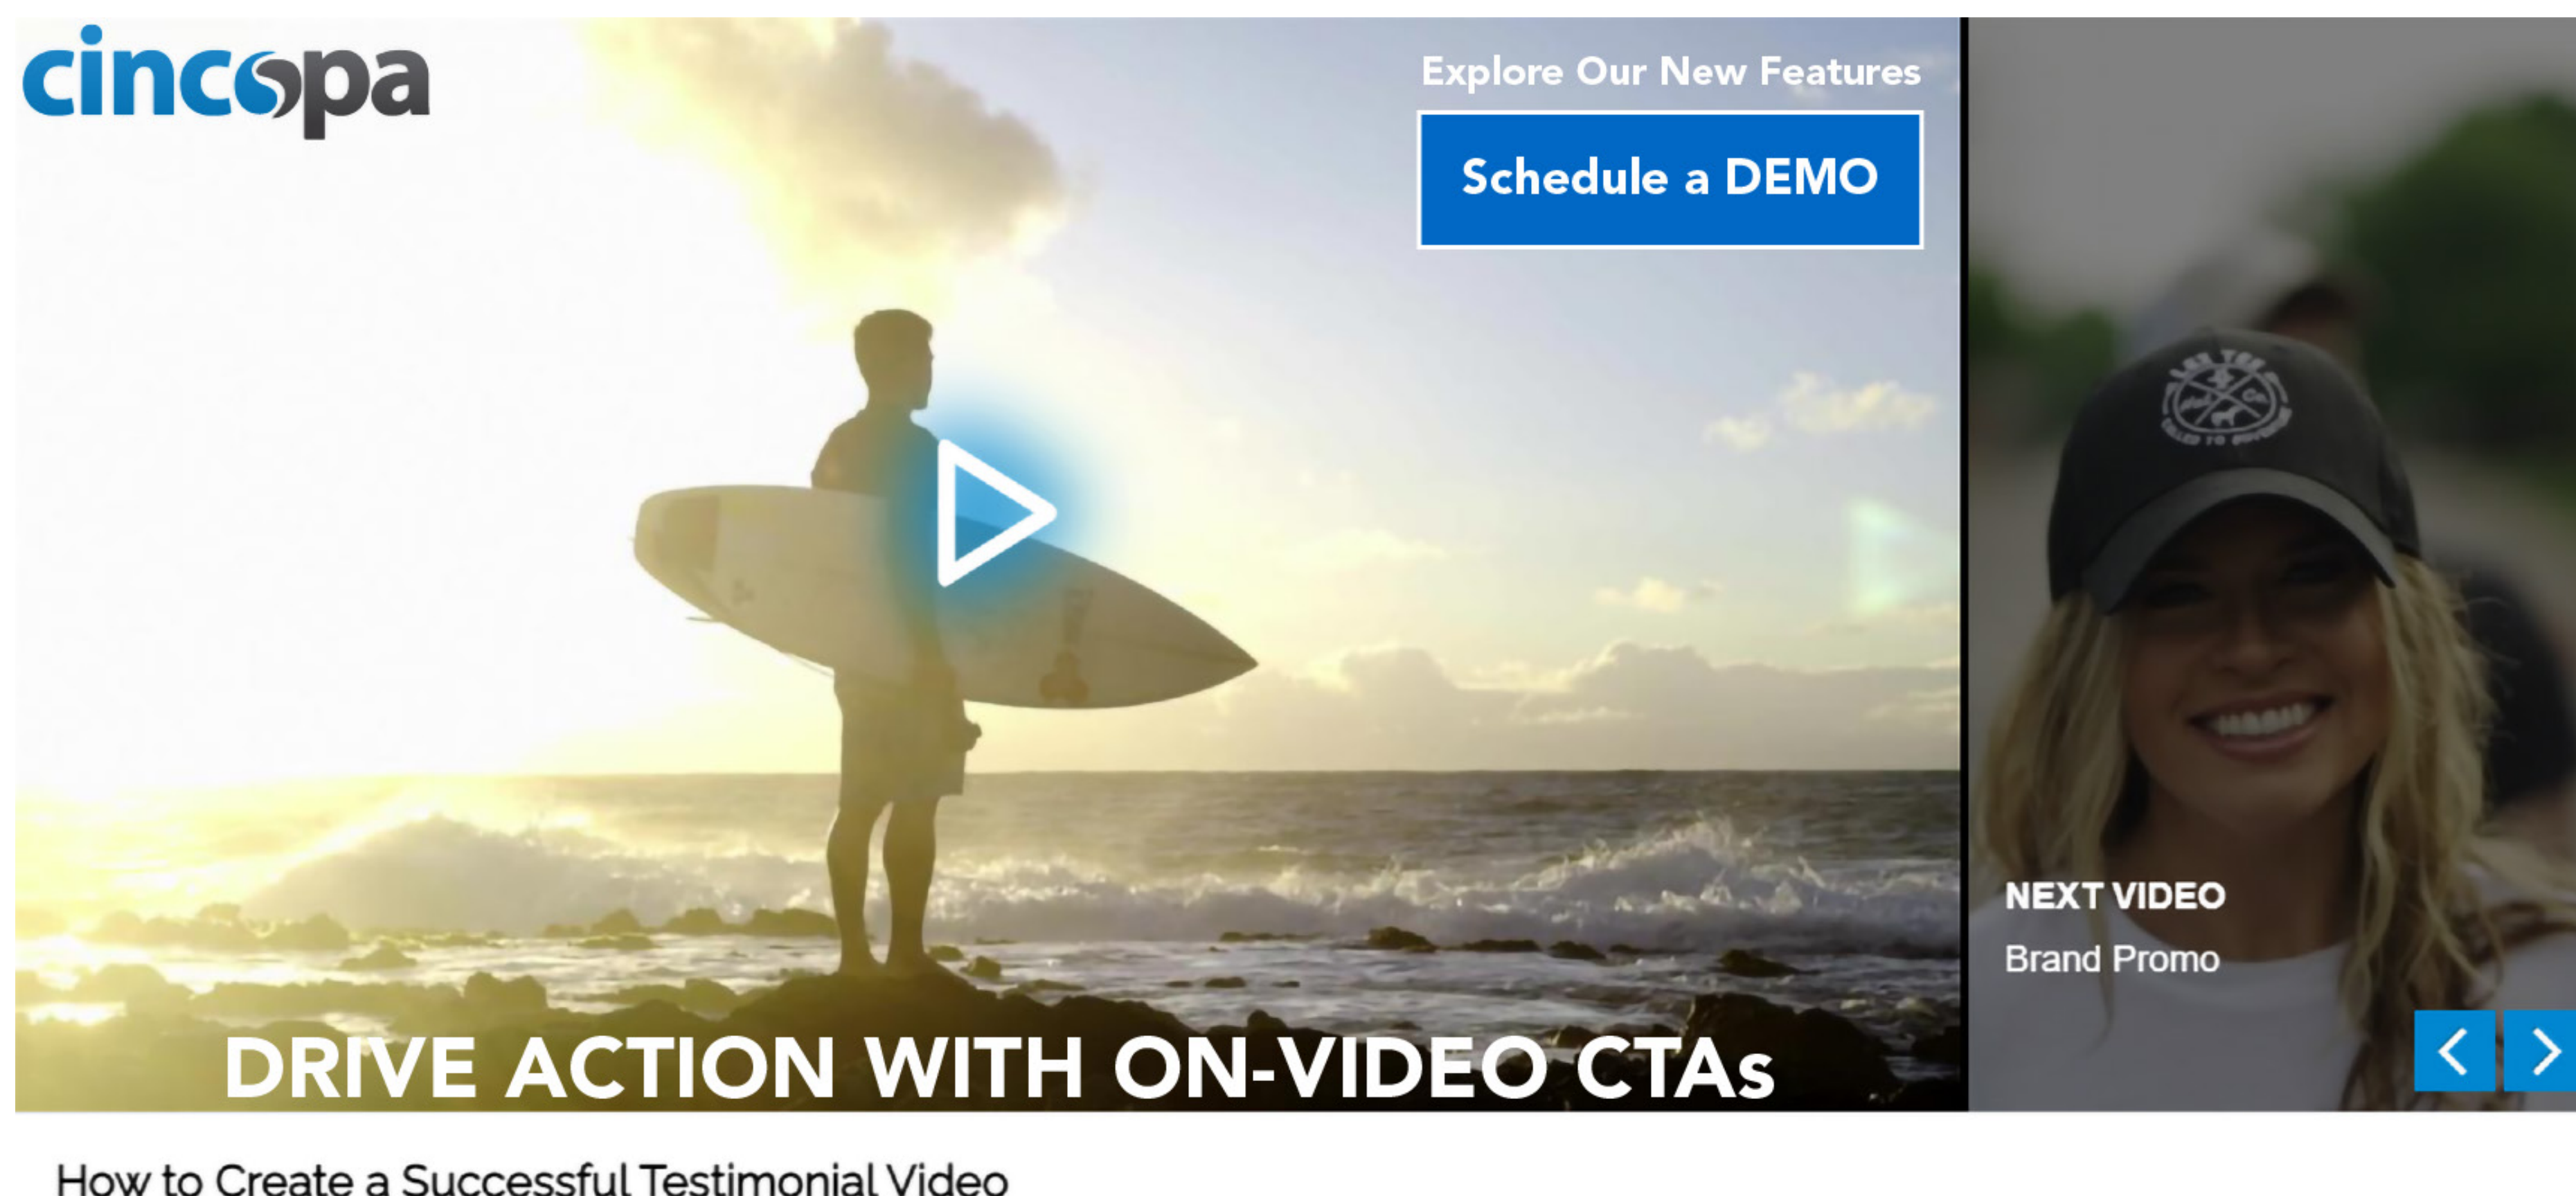 cincopa
Explore Our New Features
Schedule a DEMO
DRIVE ACTION WITH ON-VIDEO CTAs
NEXT VIDEO
Brand Promo
How to Create a Successful Testimonial Video